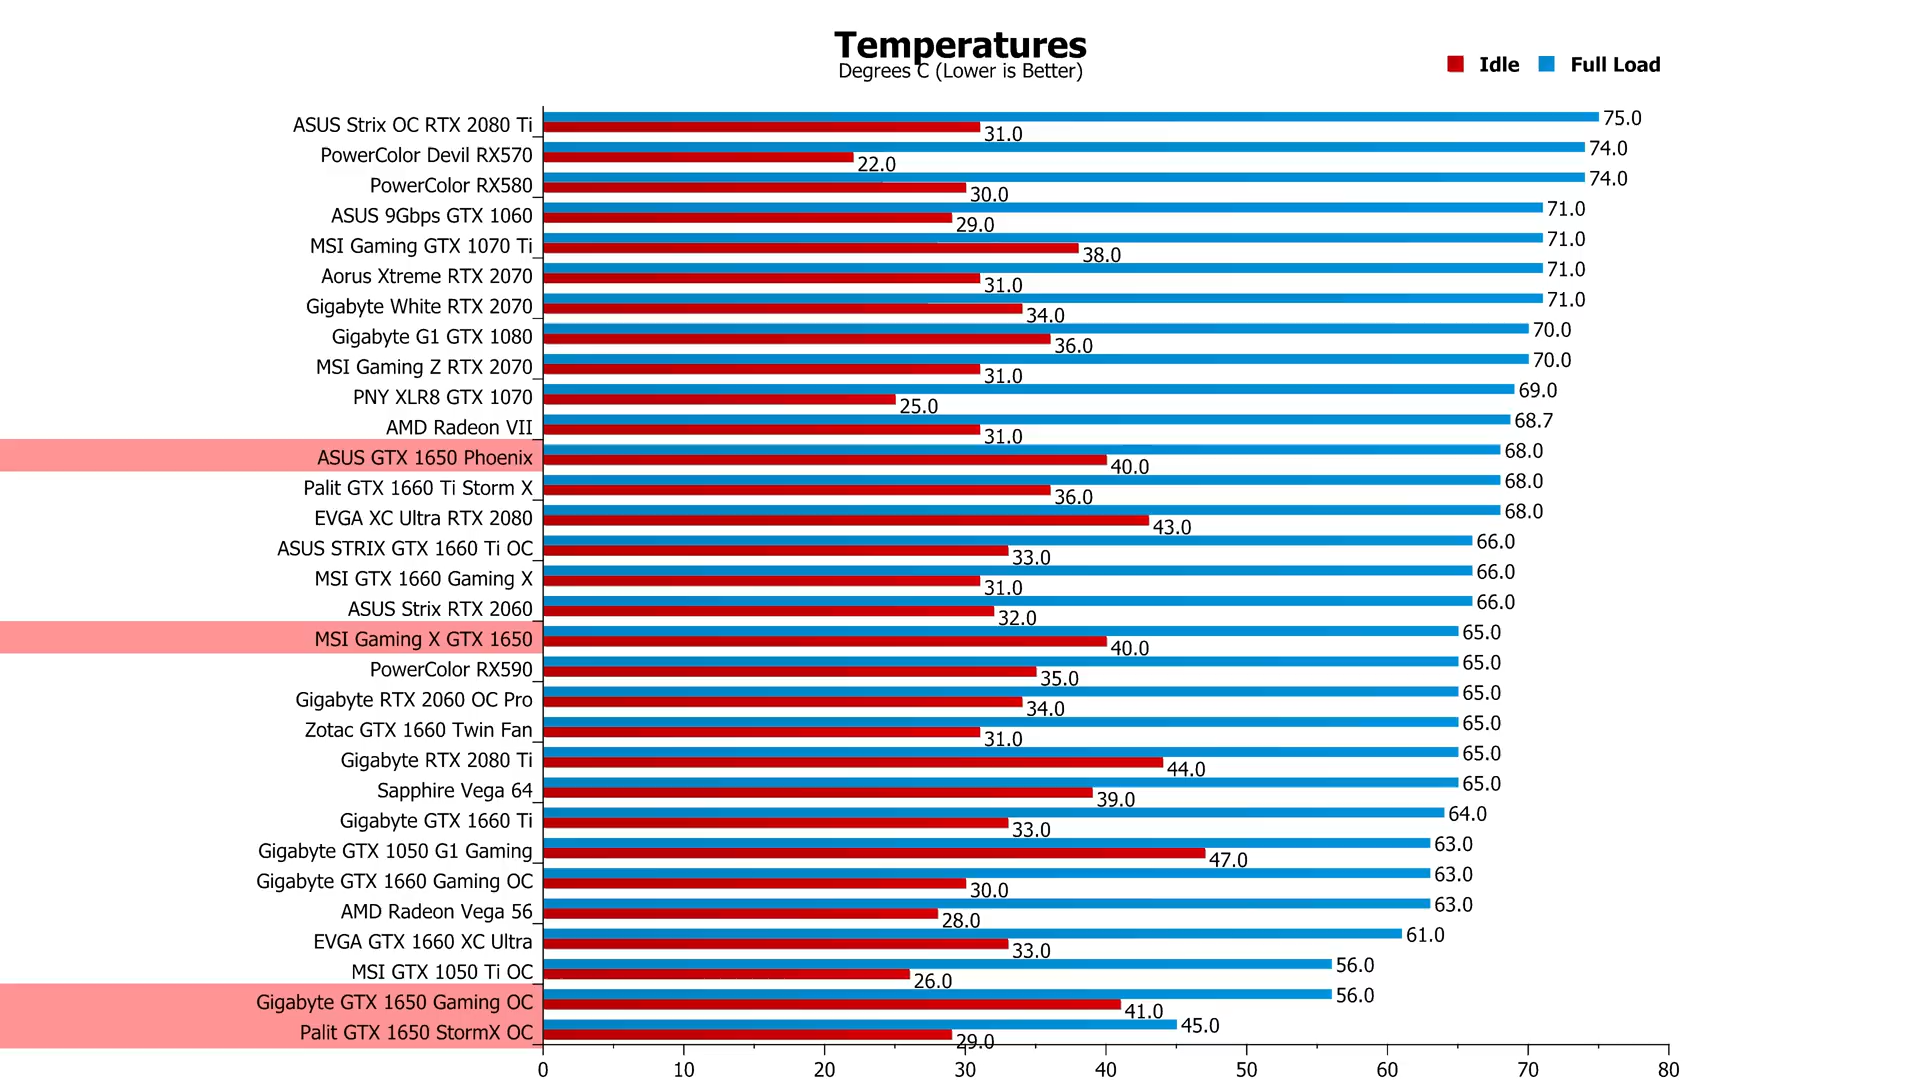 Temperatures
Degrees C (Lower is Better)
Idle Full Load
ASUS Strix OC RTX 2080 Ti 75.0 31.0
PowerColor Devil RX570 74.0 22.0
PowerColor RX580 74.0 30.0
ASUS 9Gbps GTX 1060 71.0 29.0
MSI Gaming GTX 1070 Ti 71.0 38.0
Aorus Xtreme RTX 2070 71.0 31.0
Gigabyte White RTX 2070 71.0 34.0
Gigabyte G1 GTX 1080 70.0 36.0
MSI Gaming Z RTX 2070 70.0 31.0
PNY XLR8 GTX 1070 69.0 25.0
AMD Radeon VII 68.7 31.0
ASUS GTX 1650 Phoenix 68.0 40.0
Palit GTX 1660 Ti Storm X 68.0 36.0
EVGA XC Ultra RTX 2080 68.0 43.0
ASUS STRIX GTX 1660 Ti OC 66.0 33.0
MSI GTX 1660 Gaming X 66.0 31.0
ASUS Strix RTX 2060 66.0 32.0
MSI Gaming X GTX 1650 65.0 40.0
PowerColor RX590 65.0 35.0
Gigabyte RTX 2060 OC Pro 65.0 34.0
Zotac GTX 1660 Twin Fan 65.0 31.0
Gigabyte RTX 2080 Ti 65.0 44.0
Sapphire Vega 64 65.0 39.0
Gigabyte GTX 1660 Ti 64.0 33.0
Gigabyte GTX 1050 G1 Gaming 63.0 47.0
Gigabyte GTX 1660 Gaming OC 63.0 30.0
AMD Radeon Vega 56 63.0 28.0
EVGA GTX 1660 XC Ultra 61.0 33.0
MSI GTX 1050 Ti OC 56.0 26.0
Gigabyte GTX 1650 Gaming OC 56.0 41.0
Palit GTX 1650 StormX OC 45.0 29.0
0 10 20 30 40 50 60 70 80